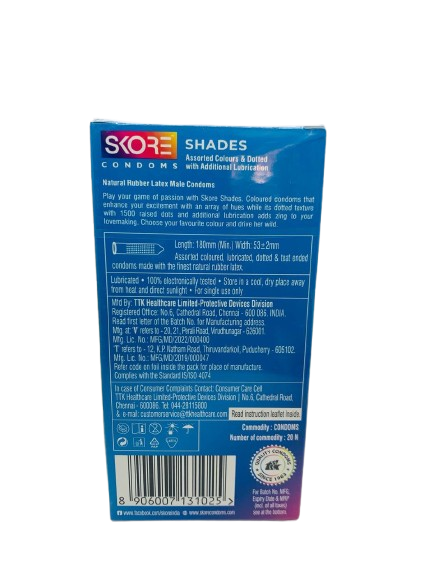 SKORE
CONDOMS
SHADES
Assorted Colours & Dotted
with Additional Lubrication
Natural Rubber Latex Male Condoms
Play your game of passion with Skore Shades. Coloured condoms that
enhance your excitement with an array of hues while its dotted texture
with 1500 raised dots and additional lubrication adds zing to your
lovemaking. Choose your favourite colour and drive her wild.
Length: 180mm (Min.) Width: 53±2mm
Assorted coloured, lubricated, dotted & teat ended
condoms made with the finest natural rubber latex.
Lubricated • 100% electronically tested • Store in a cool, dry place away
from heat and direct sunlight • For single use only
Mfd By: TTK Healthcare Limited-Protective Devices Division
Registered Office: No.6, Cathedral Road, Chennai - 600 086, INDIA.
Read first letter of the Batch No. for Manufacturing address.
Mfg. at: 'V' refers to - 20, 21, Perali Road, Virudhunagar - 626001.
Mfg. Lic. No.: MFG/MD/2022/000400
'T' refers to - 12, K.P. Natham Road, Thiruvandarkoil, Puducherry - 605102.
Mfg. Lic. No.: MFG/MD/2019/000047
Refer code on foil inside the pack for place of manufacture.
Complies with the Standard IS/ISO 4074
In case of Consumer Complaints Contact: Consumer Care Cell
TTK Healthcare Limited-Protective Devices Division | No.6, Cathedral Road,
Chennai - 600086. Tel: 044-28115800
& e-mail: customerservice@ttkhealthcare.com
Read instruction leaflet inside.
Commodity : CONDOMS
Number of commodity : 20 N
QUALITY CONDOMS
SINCE 1963
For Batch No. MFG,
Expiry Date & MRP
(incl. of all taxes)
see at the bottom.
8 906007 131025 >
www.facebook.com/skoreindia
www.skorecondoms.com